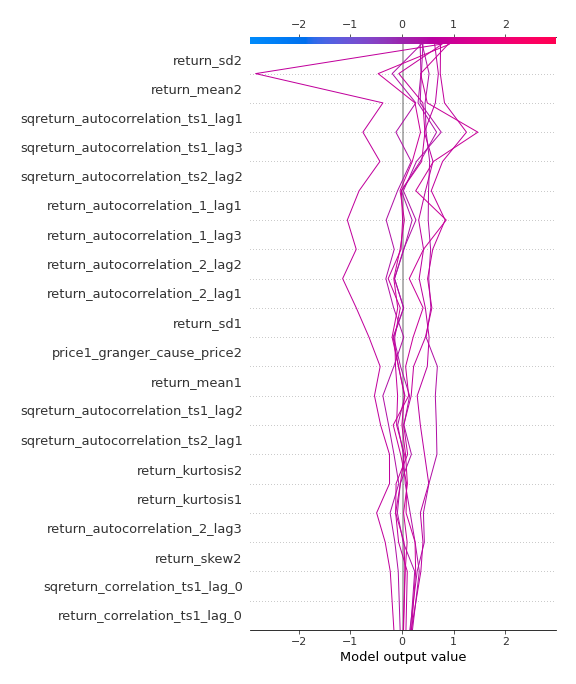 −2 −1 0 1 2
return_sd2
return_mean2
sqreturn_autocorrelation_ts1_lag1
sqreturn_autocorrelation_ts1_lag3
sqreturn_autocorrelation_ts2_lag2
return_autocorrelation_1_lag1
return_autocorrelation_1_lag3
return_autocorrelation_2_lag2
return_autocorrelation_2_lag1
return_sd1
price1_granger_cause_price2
return_mean1
sqreturn_autocorrelation_ts1_lag2
sqreturn_autocorrelation_ts2_lag1
return_kurtosis2
return_kurtosis1
return_autocorrelation_2_lag3
return_skew2
sqreturn_correlation_ts1_lag_0
return_correlation_ts1_lag_0
−2 −1 0 1 2
Model output value